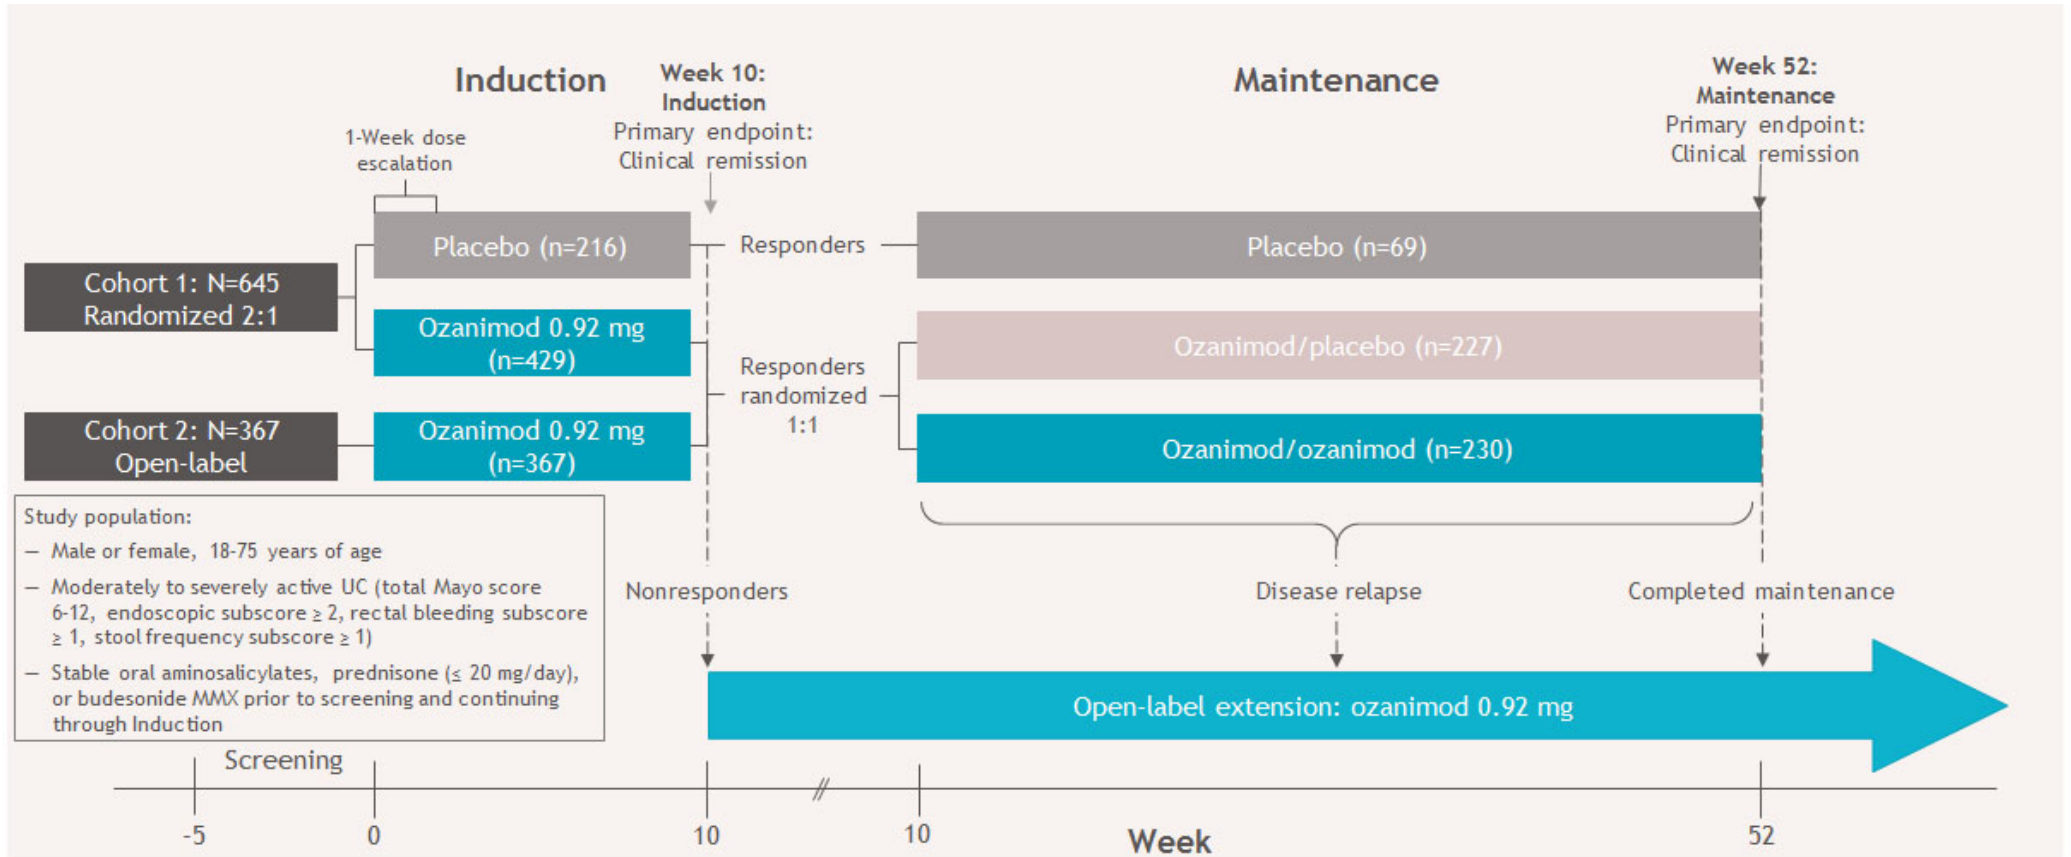 Induction
Week 10:
Induction
Primary endpoint:
Clinical remission
Maintenance
Week 52:
Maintenance
Primary endpoint:
Clinical remission
1-Week dose
escalation
Cohort 1: N=645
Randomized 2:1
Placebo (n=216)
Responders
Placebo (n=69)
Ozanimod 0.92 mg
(n=429)
Responders
randomized
1:1
Ozanimod/placebo (n=227)
Cohort 2: N=367
Open-label
Ozanimod 0.92 mg
(n=367)
Ozanimod/ozanimod (n=230)
Study population:
— Male or female, 18-75 years of age
— Moderately to severely active UC (total Mayo score
6-12, endoscopic subscore ≥ 2, rectal bleeding subscore
≥ 1, stool frequency subscore ≥ 1)
— Stable oral aminosalicylates, prednisone (≤ 20 mg/day),
or budesonide MMX prior to screening and continuing
through Induction
Nonresponders
Disease relapse
Completed maintenance
Open-label extension: ozanimod 0.92 mg
Screening
-5
0
10
10
Week
52